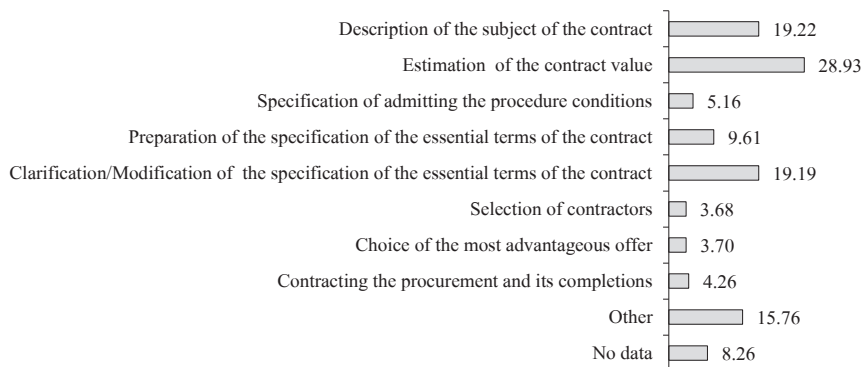 Description of the subject of the contract 19.22
Estimation of the contract value 28.93
Specification of admitting the procedure conditions 5.16
Preparation of the specification of the essential terms of the contract 9.61
Clarification/Modification of the specification of the essential terms of the contract 19.19
Selection of contractors 3.68
Choice of the most advantageous offer 3.70
Contracting the procurement and its completions 4.26
Other 15.76
No data 8.26